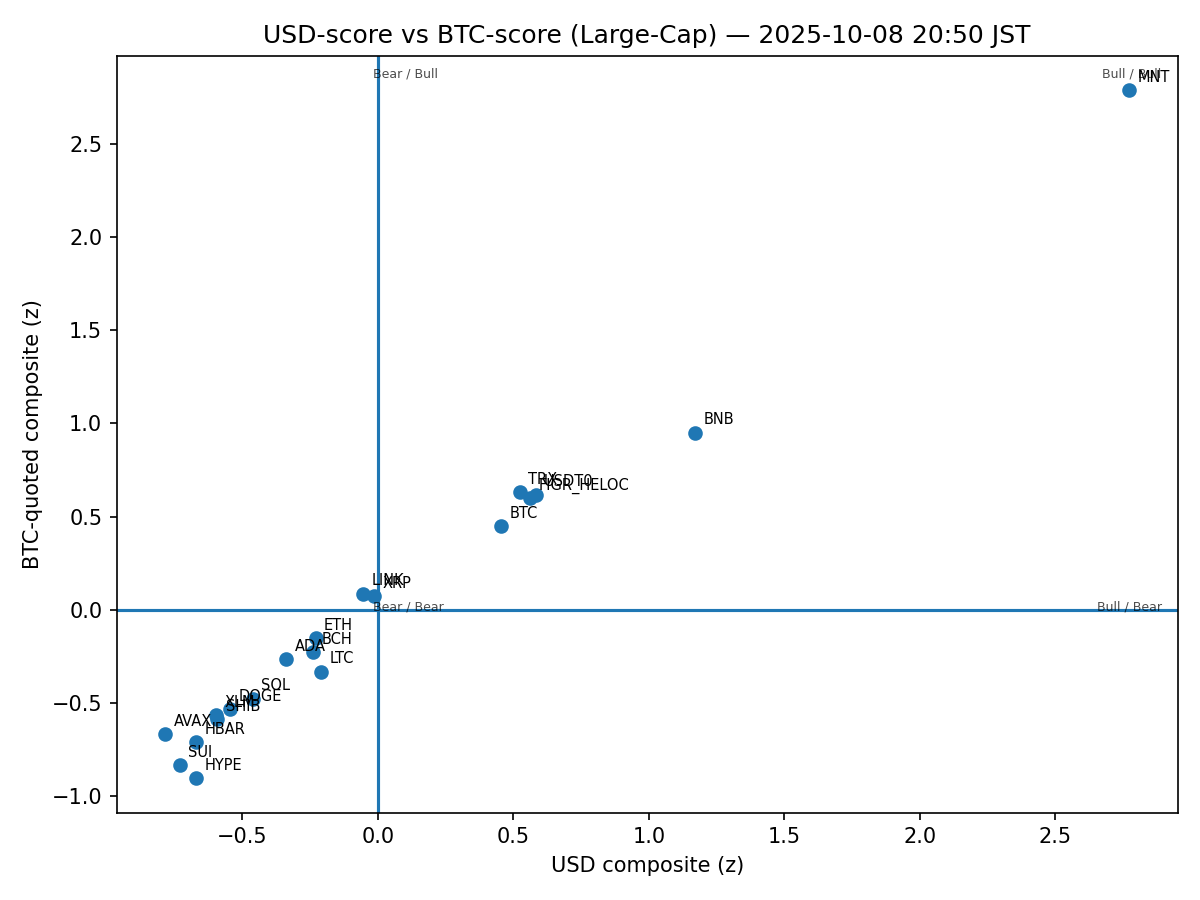 USD-score vs BTC-score (Large-Cap) — 2025-10-08 20:50 JST
Bear / Bull
Bull / Bull
MNT
2.5
2.0
1.5
1.0
0.5
0.0
−0.5
−1.0
BTC-quoted composite (z)
BNB
TRX
USDT0
FIGR_HELOC
BTC
LINK
XRP
Bear / Bear
Bull / Bear
ETH
BCH
ADA
LTC
SOL
DOGE
XLM
SHIB
AVAX
HBAR
SUI
HYPE
−0.5
0.0
0.5
1.0
1.5
2.0
2.5
USD composite (z)